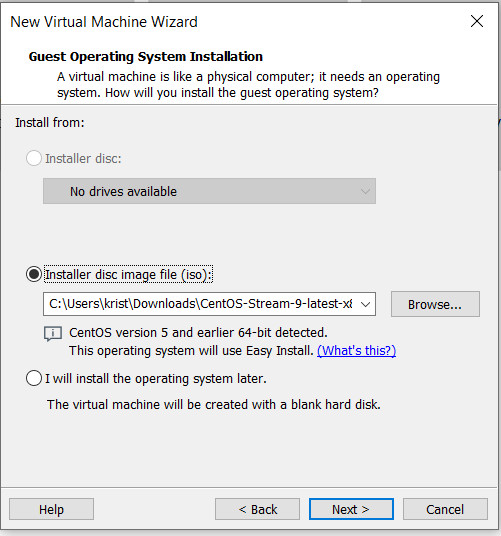 New Virtual Machine Wizard
Guest Operating System Installation
A virtual machine is like a physical computer; it needs an operating
system. How will you install the guest operating system?
Install from:
Installer disc:
No drives available
Installer disc image file (iso):
C:\Users\krist\Downloads\CentOS-Stream-9-latest-x8
Browse...
CentOS version 5 and earlier 64-bit detected.
This operating system will use Easy Install. (What's this?)
I will install the operating system later.
The virtual machine will be created with a blank hard disk.
Help
< Back
Next >
Cancel